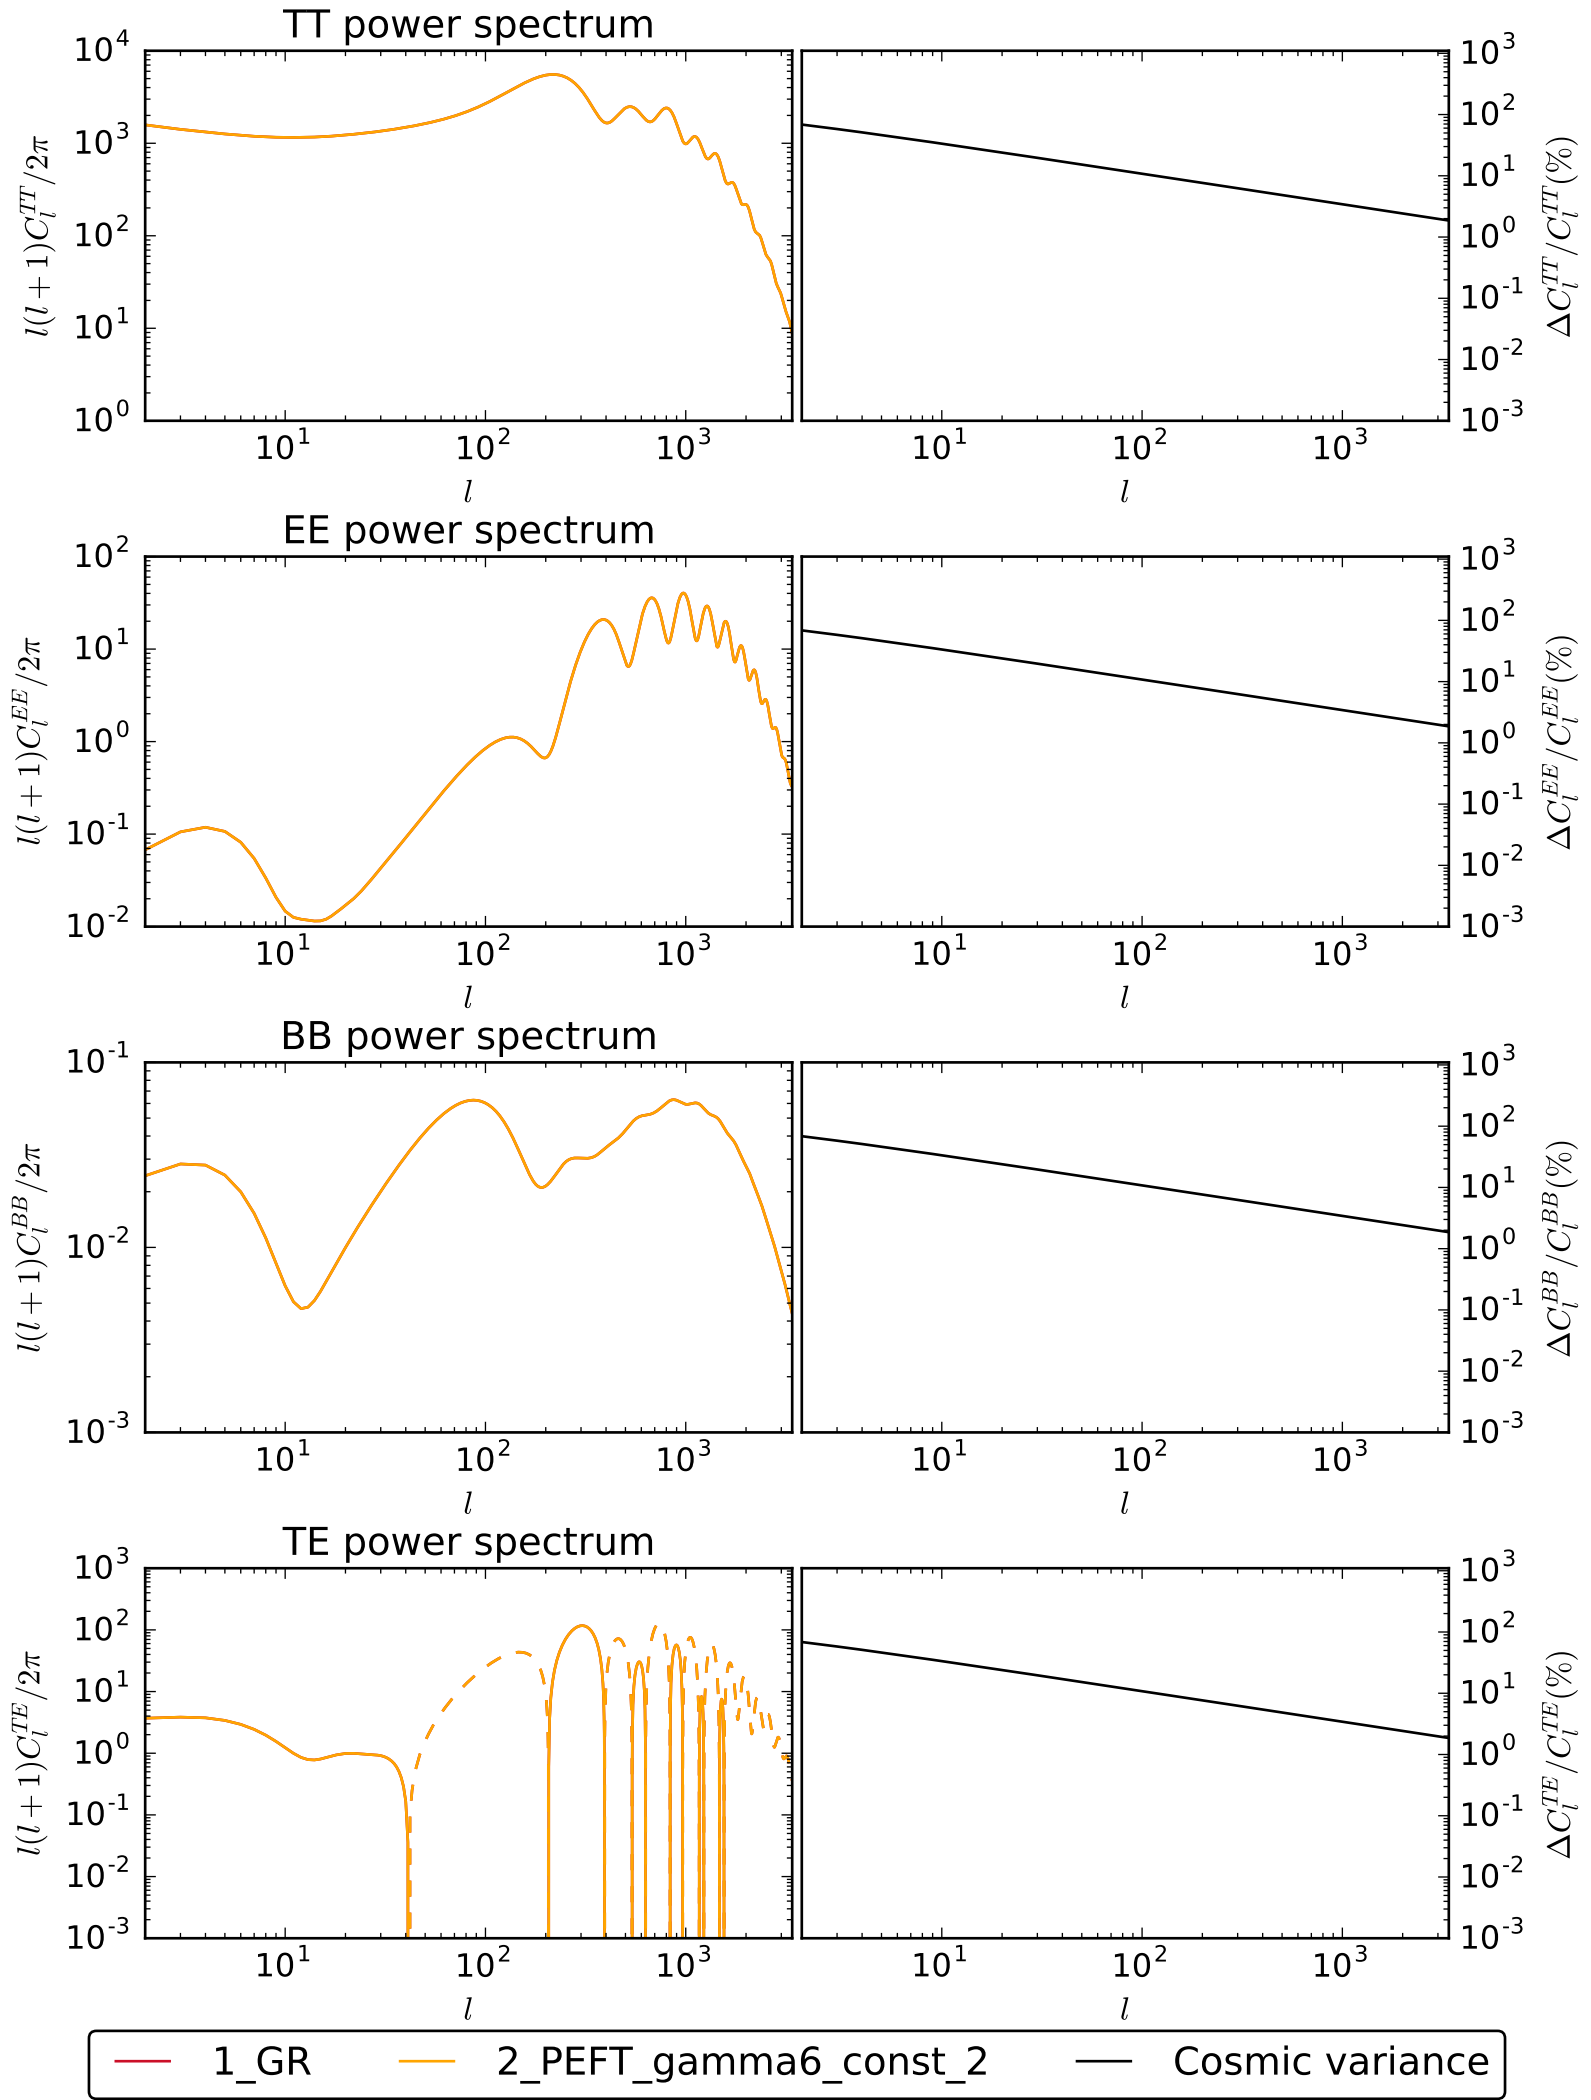 TT power spectrum
10^4
10^3
10^2
10^1
10^0
l(l+1)C_l^{TT}/2π
10^1 10^2 10^3
l
10^3
10^2
10^1
10^0
10^-1
10^-2
10^-3
ΔC_l^{TT}/C_l^{TT}(%)
10^1 10^2 10^3
l
EE power spectrum
10^2
10^1
10^0
10^-1
10^-2
l(l+1)C_l^{EE}/2π
10^1 10^2 10^3
l
10^3
10^2
10^1
10^0
10^-1
10^-2
10^-3
ΔC_l^{EE}/C_l^{EE}(%)
10^1 10^2 10^3
l
BB power spectrum
10^-1
10^-2
10^-3
l(l+1)C_l^{BB}/2π
10^1 10^2 10^3
l
10^3
10^2
10^1
10^0
10^-1
10^-2
10^-3
ΔC_l^{BB}/C_l^{BB}(%)
10^1 10^2 10^3
l
TE power spectrum
10^3
10^2
10^1
10^0
10^-1
10^-2
10^-3
l(l+1)C_l^{TE}/2π
10^1 10^2 10^3
l
10^3
10^2
10^1
10^0
10^-1
10^-2
10^-3
ΔC_l^{TE}/C_l^{TE}(%)
10^1 10^2 10^3
l
1_GR 2_PEFT_gamma6_const_2 Cosmic variance